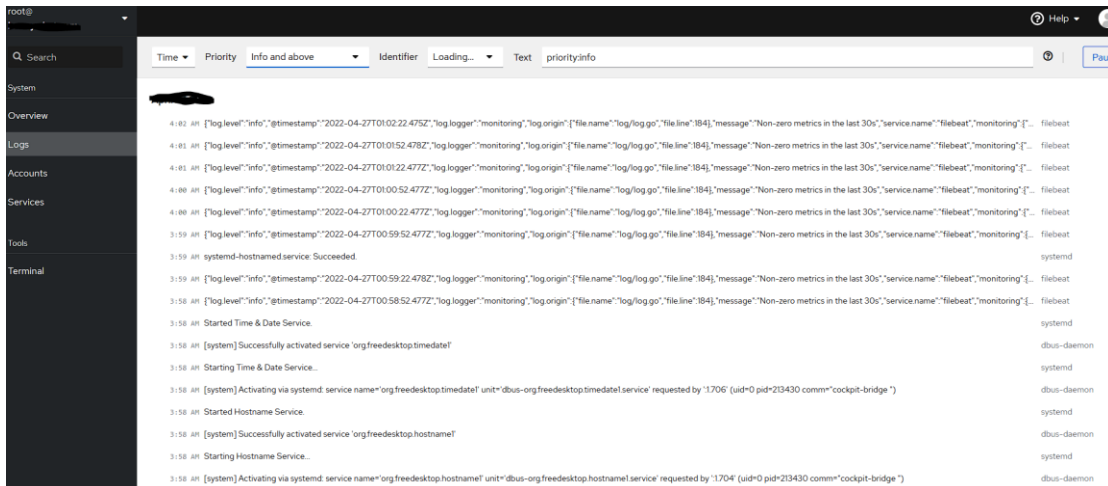 root@
Help
Search
Time Priority Info and above Identifier Loading... Text priority:info Pau
System
Overview
Logs
Accounts
Services
Tools
Terminal
4:02 AM {"log.level":"info","@timestamp":"2022-04-27T01:02:22.475Z","log.logger":"monitoring","log.origin":{"file.name":"log/log.go","file.line":184},"message":"Non-zero metrics in the last 30s","service.name":"filebeat","monitoring":{"... filebeat
4:01 AM {"log.level":"info","@timestamp":"2022-04-27T01:01:52.478Z","log.logger":"monitoring","log.origin":{"file.name":"log/log.go","file.line":184},"message":"Non-zero metrics in the last 30s","service.name":"filebeat","monitoring":{"... filebeat
4:01 AM {"log.level":"info","@timestamp":"2022-04-27T01:01:22.477Z","log.logger":"monitoring","log.origin":{"file.name":"log/log.go","file.line":184},"message":"Non-zero metrics in the last 30s","service.name":"filebeat","monitoring":{"... filebeat
4:00 AM {"log.level":"info","@timestamp":"2022-04-27T01:00:52.477Z","log.logger":"monitoring","log.origin":{"file.name":"log/log.go","file.line":184},"message":"Non-zero metrics in the last 30s","service.name":"filebeat","monitoring":{"... filebeat
4:00 AM {"log.level":"info","@timestamp":"2022-04-27T01:00:22.477Z","log.logger":"monitoring","log.origin":{"file.name":"log/log.go","file.line":184},"message":"Non-zero metrics in the last 30s","service.name":"filebeat","monitoring":{"... filebeat
3:59 AM {"log.level":"info","@timestamp":"2022-04-27T00:59:52.477Z","log.logger":"monitoring","log.origin":{"file.name":"log/log.go","file.line":184},"message":"Non-zero metrics in the last 30s","service.name":"filebeat","monitoring":{... filebeat
3:59 AM systemd-hostnamed.service: Succeeded. systemd
3:59 AM {"log.level":"info","@timestamp":"2022-04-27T00:59:22.478Z","log.logger":"monitoring","log.origin":{"file.name":"log/log.go","file.line":184},"message":"Non-zero metrics in the last 30s","service.name":"filebeat","monitoring":{... filebeat
3:58 AM {"log.level":"info","@timestamp":"2022-04-27T00:58:52.477Z","log.logger":"monitoring","log.origin":{"file.name":"log/log.go","file.line":184},"message":"Non-zero metrics in the last 30s","service.name":"filebeat","monitoring":{... filebeat
3:58 AM Started Time & Date Service. systemd
3:58 AM [system] Successfully activated service 'org.freedesktop.timedate1' dbus-daemon
3:58 AM Starting Time & Date Service... systemd
3:58 AM [system] Activating via systemd: service name='org.freedesktop.timedate1' unit='dbus-org.freedesktop.timedate1.service' requested by ':1.706' (uid=0 pid=213430 comm="cockpit-bridge ") dbus-daemon
3:58 AM Started Hostname Service. systemd
3:58 AM [system] Successfully activated service 'org.freedesktop.hostname1' dbus-daemon
3:58 AM Starting Hostname Service... systemd
3:58 AM [system] Activating via systemd: service name='org.freedesktop.hostname1' unit='dbus-org.freedesktop.hostname1.service' requested by ':1.704' (uid=0 pid=213430 comm="cockpit-bridge ") dbus-daemon